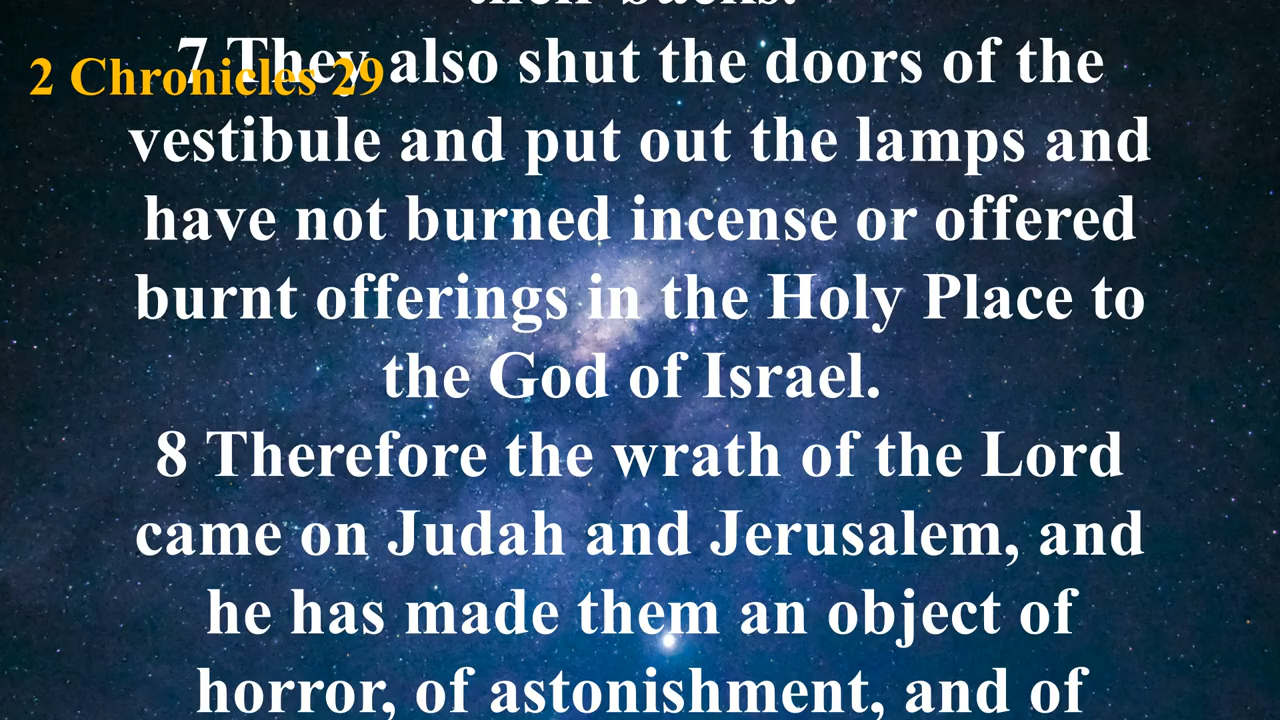 their backs.
7 They also shut the doors of the
2 Chronicles 29
vestibule and put out the lamps and
have not burned incense or offered
burnt offerings in the Holy Place to
the God of Israel.
8 Therefore the wrath of the Lord
came on Judah and Jerusalem, and
he has made them an object of
horror, of astonishment, and of